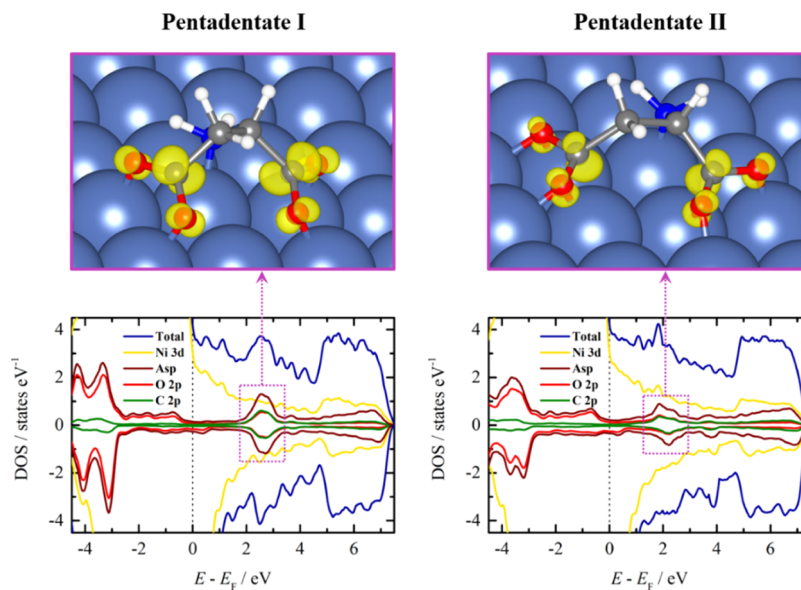 Pentadentate I
Pentadentate II
4
2
0
-2
-4
DOS / states eV⁻¹
Total
Ni 3d
Asp
O 2p
C 2p
-4 -2 0 2 4 6
E - E_F / eV
4
2
0
-2
-4
DOS / states eV⁻¹
Total
Ni 3d
Asp
O 2p
C 2p
-4 -2 0 2 4 6
E - E_F / eV